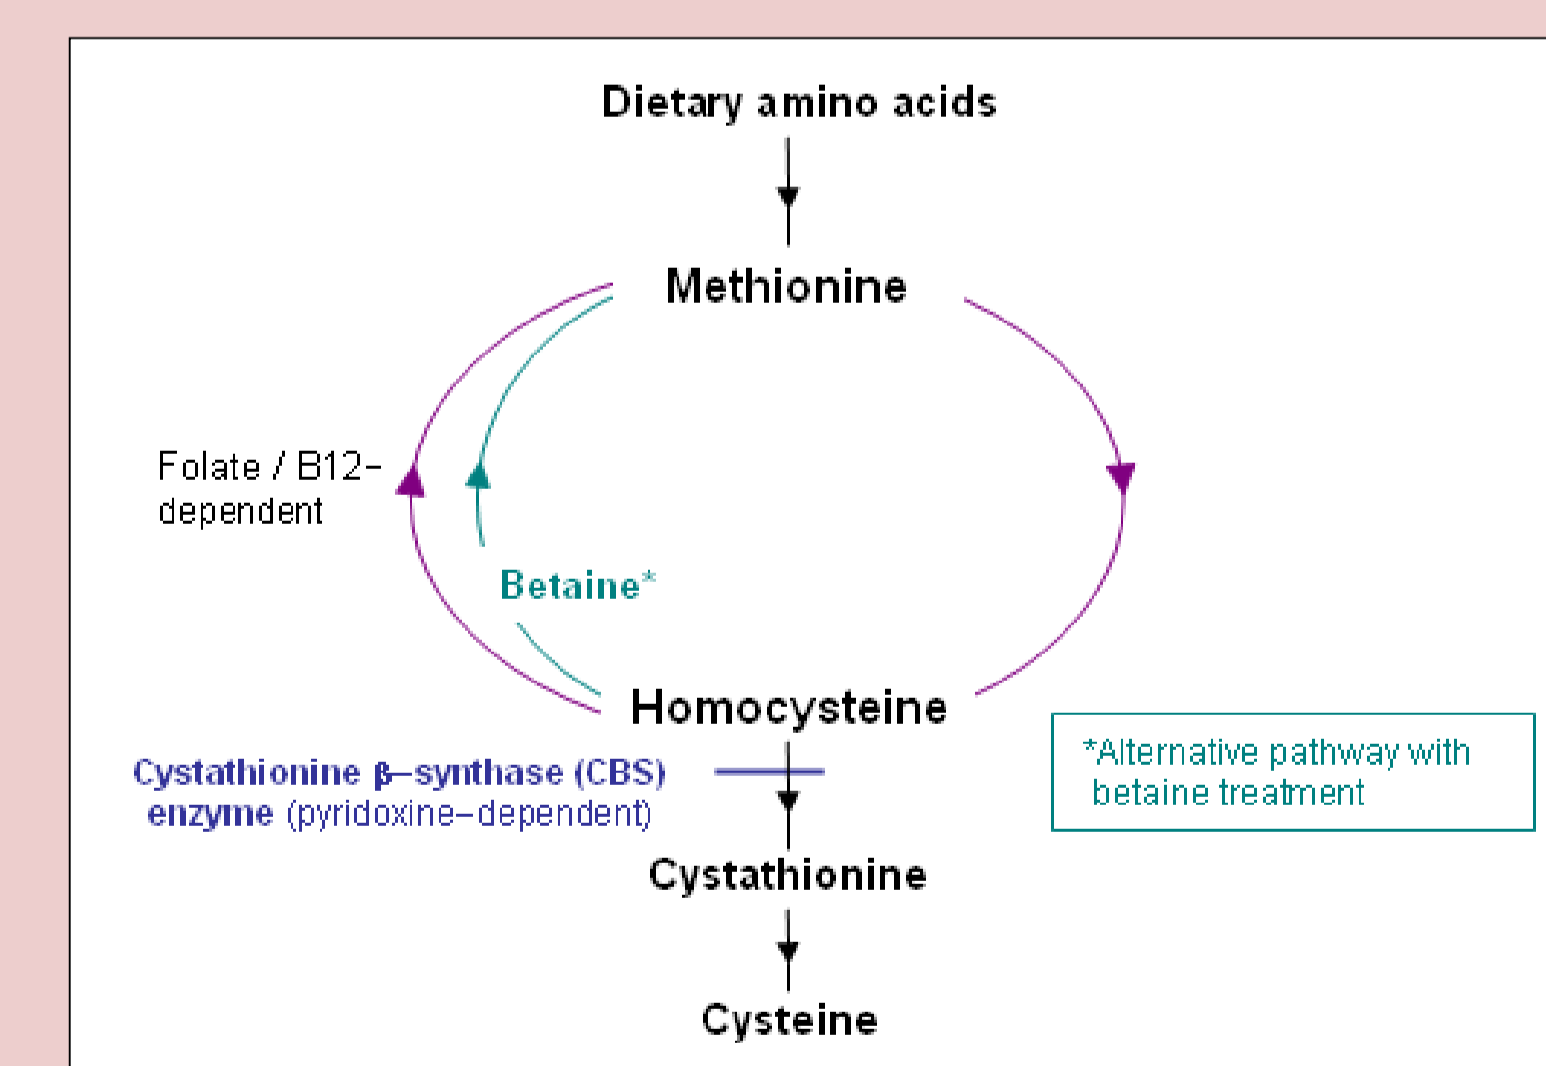 Dietary amino acids
Methionine
Folate / B12-
dependent
Betaine*
Homocysteine
Cystathionine β-synthase (CBS)
enzyme (pyridoxine-dependent)
*Alternative pathway with
betaine treatment
Cystathionine
Cysteine